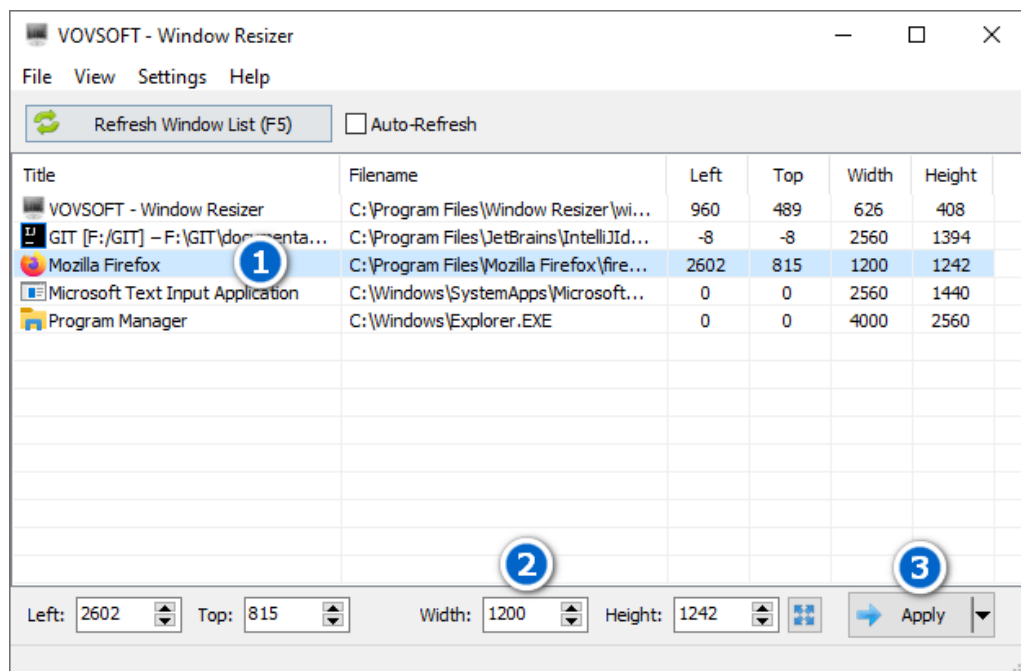 VOVSOFT - Window Resizer
File View Settings Help
Refresh Window List (F5) Auto-Refresh
Title Filename Left Top Width Height
VOVSOFT - Window Resizer C:\Program Files\Window Resizer\wi... 960 489 626 408
GIT [F:/GIT] – F:\GIT\documenta... C:\Program Files\JetBrains\IntelliJId... -8 -8 2560 1394
Mozilla Firefox 1 C:\Program Files\Mozilla Firefox\fire... 2602 815 1200 1242
Microsoft Text Input Application C:\Windows\SystemApps\Microsoft... 0 0 2560 1440
Program Manager C:\Windows\Explorer.EXE 0 0 4000 2560
2 3
Left: 2602 Top: 815 Width: 1200 Height: 1242 Apply